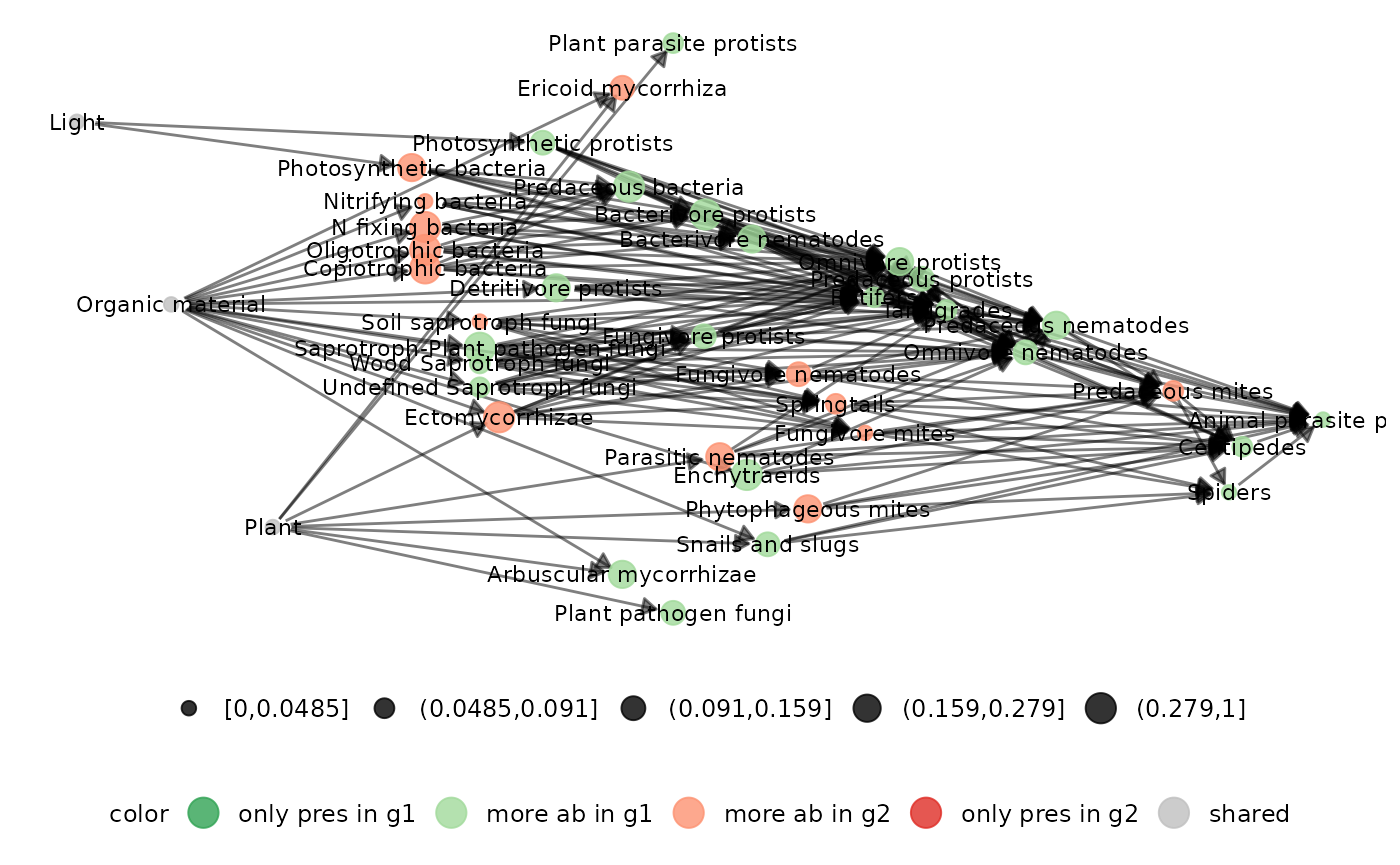 Plant parasite protists
Ericoid mycorrhiza
Light
Photosynthetic protists
Photosynthetic bacteria
Predaceous bacteria
Nitrifying bacteria
Bacterivore protists
N fixing bacteria
Bacterivore nematodes
Oligotrophic bacteria
Omnivore protists
Copiotrophic bacteria
Predaceous protists
Detritivore protists
Rotifers
Organic material
Tardigrades
Soil saprotroph fungi
Predaceous nematodes
Fungivore protists
Saprotroph-Plant pathogen fungi
Omnivore nematodes
Wood Saprotroph fungi
Fungivore nematodes
Undefined Saprotroph fungi
Predaceous mites
Springtails
Ectomycorrhizae
Animal parasite p
Fungivore mites
Centipedes
Parasitic nematodes
Enchytraeids
Spiders
Phytophageous mites
Plant
Snails and slugs
Arbuscular mycorrhizae
Plant pathogen fungi
[0,0.0485] (0.0485,0.091] (0.091,0.159] (0.159,0.279] (0.279,1]
color only pres in g1 more ab in g1 more ab in g2 only pres in g2 shared